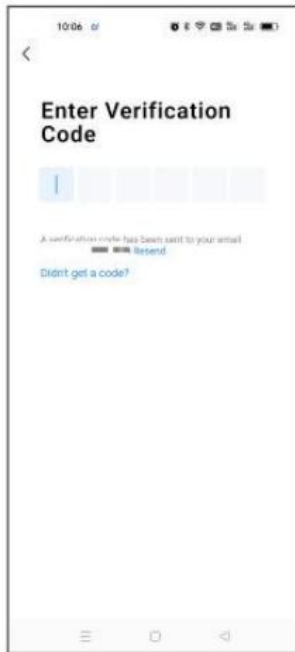 10:06
Enter Verification
Code
A verification code has been sent to your email
Resend
Didn't get a code?